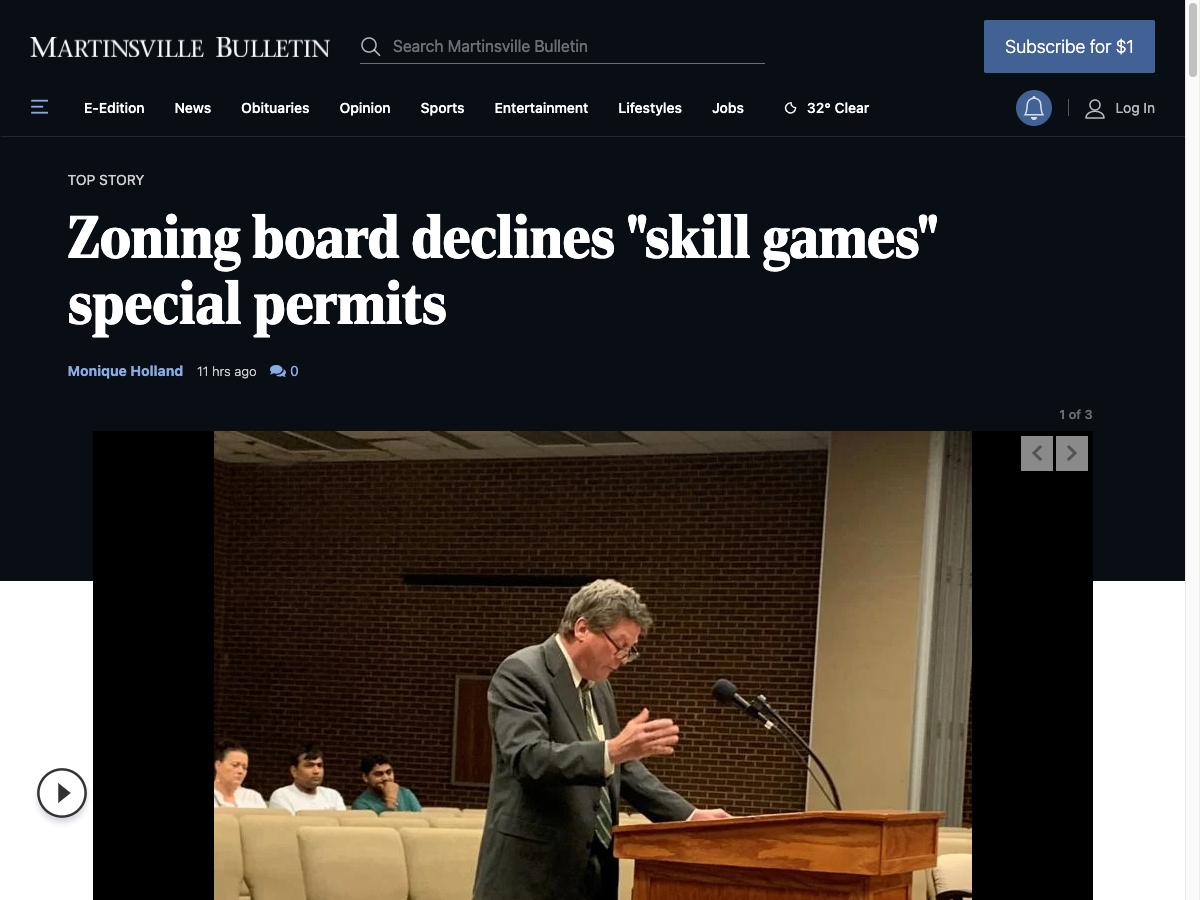 MARTINSVILLE BULLETIN
Search Martinsville Bulletin
Subscribe for $1
E-Edition News Obituaries Opinion Sports Entertainment Lifestyles Jobs 32° Clear Log In
TOP STORY
Zoning board declines "skill games"
special permits
Monique Holland 11 hrs ago 0
1 of 3